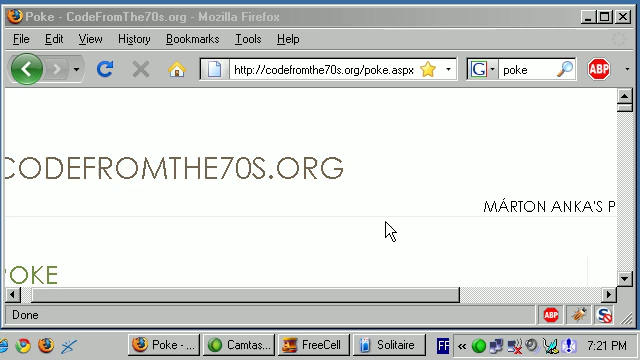 Poke - CodeFromThe70s.org - Mozilla Firefox
File Edit View History Bookmarks Tools Help
http://codefromthe70s.org/poke.aspx G poke ABP
CODEFROMTHE70S.ORG
MÁRTON ANKA'S P
POKE
Done ABP
Poke - ... Camtas... FreeCell Solitaire FF « 7:21 PM